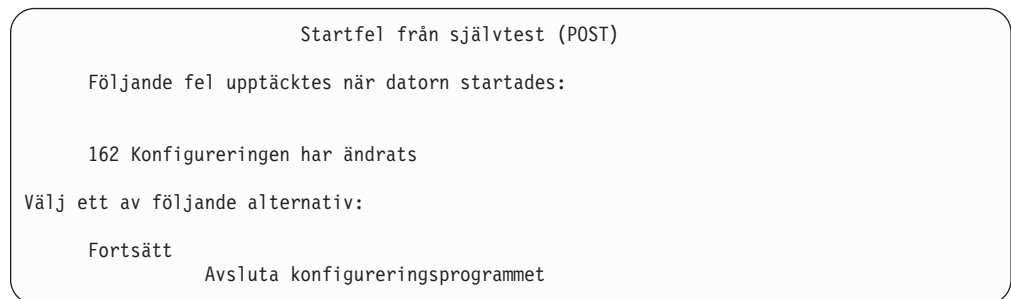 Startfel från självtest (POST)
Följande fel upptäcktes när datorn startades:
162 Konfigureringen har ändrats
Välj ett av följande alternativ:
Fortsätt
Avsluta konfigureringsprogrammet